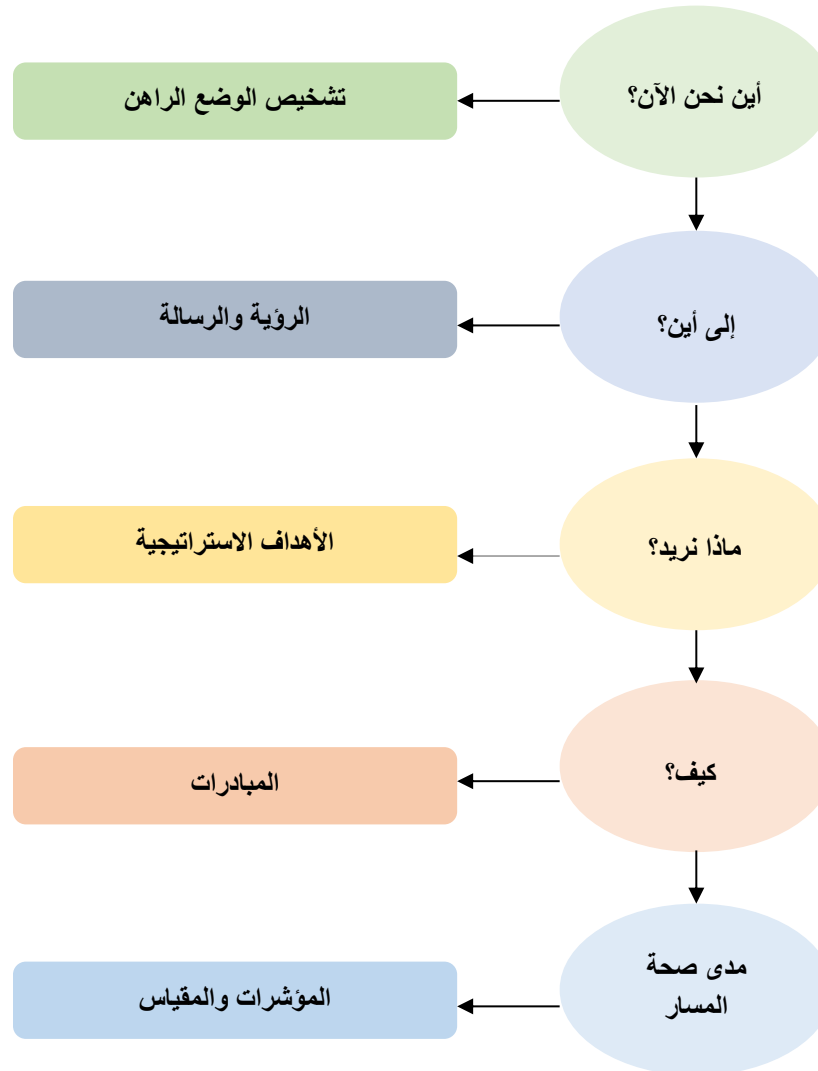 أين نحن الآن؟
تشخيص الوضع الراهن
إلى أين؟
الرؤية والرسالة
ماذا نريد؟
الأهداف الاستراتيجية
كيف؟
المبادرات
مدى صحة
المسار
المؤشرات والمقياس